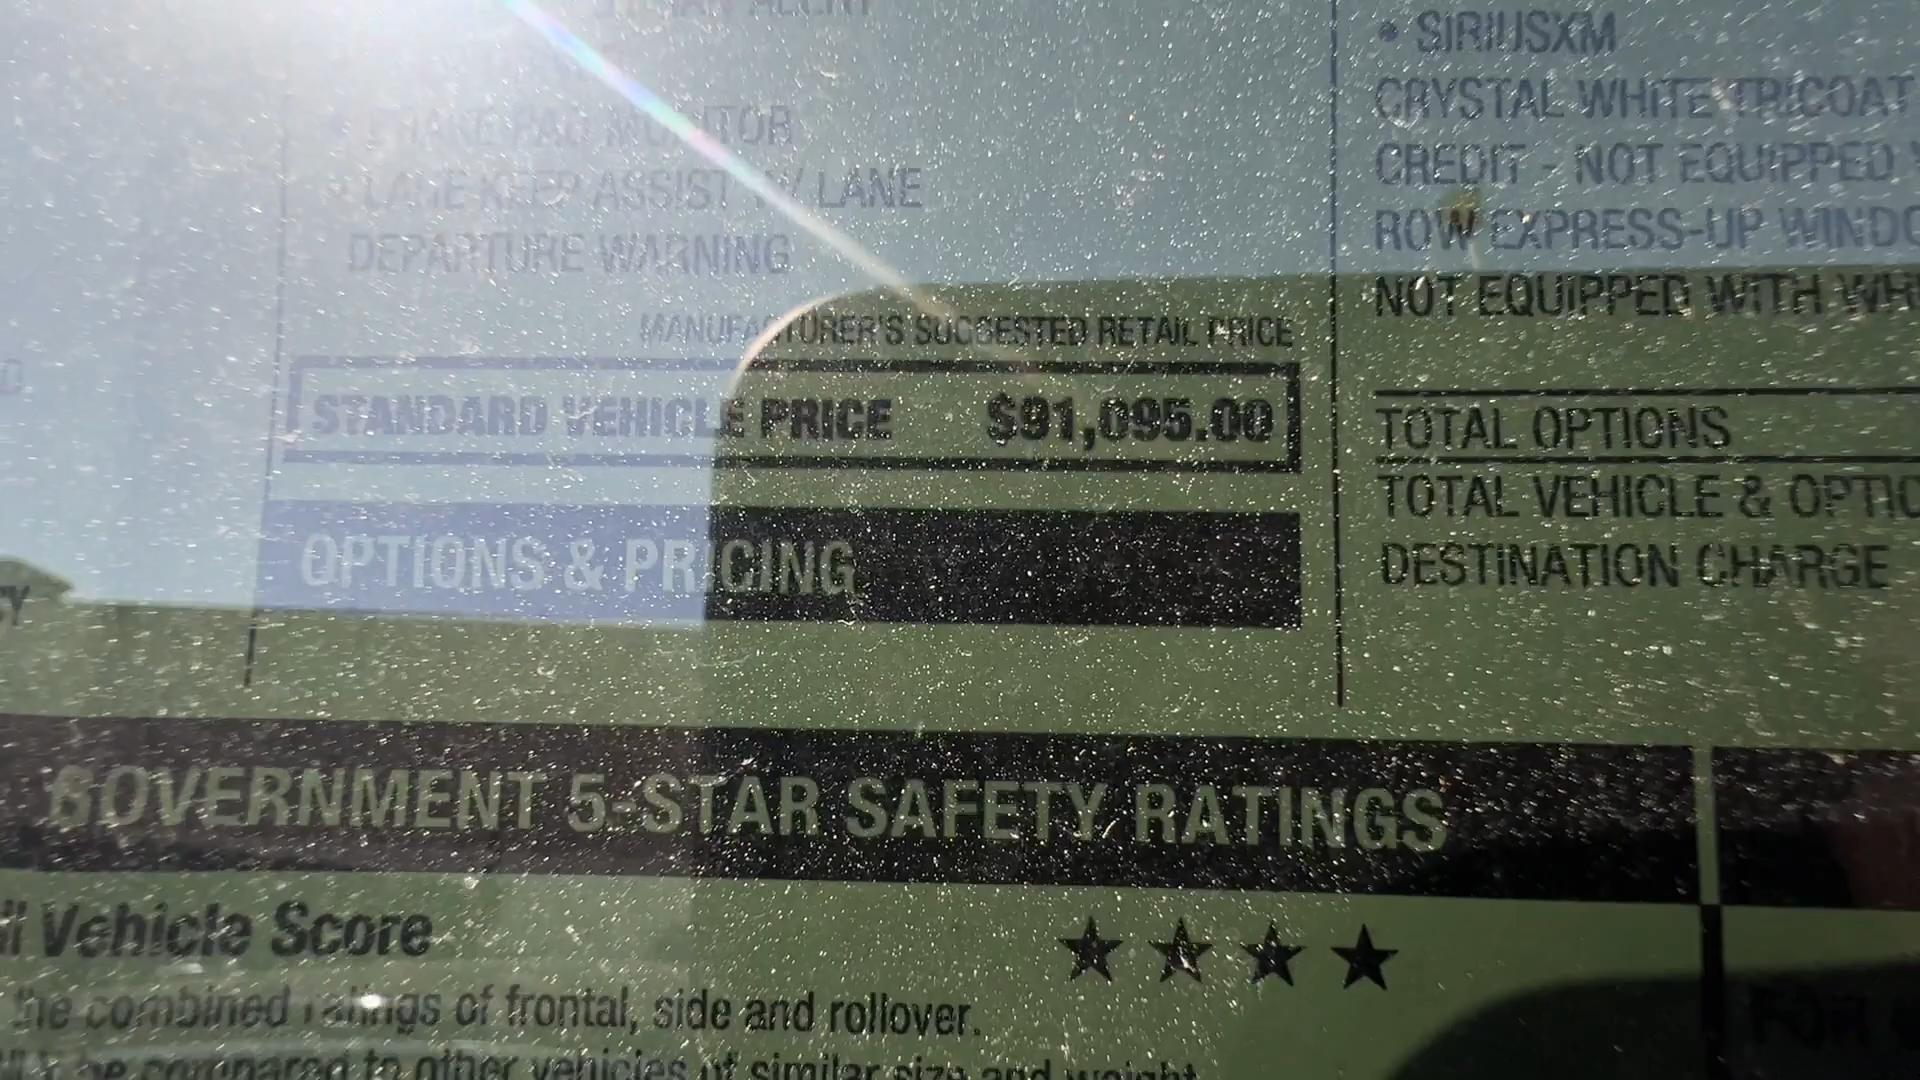 BRAKE PAD MONITOR
• LANE KEEP ASSIST W/ LANE
DEPARTURE WARNING
MANUFACTURER'S SUGGESTED RETAIL PRICE
STANDARD VEHICLE PRICE $91,095.00
OPTIONS & PRICING
• SIRIUSXM
CRYSTAL WHITE TRICOAT
CREDIT - NOT EQUIPPED
ROW EXPRESS-UP
NOT EQUIPPED WITH
TOTAL OPTIONS
TOTAL VEHICLE &
DESTINATION CHARGE
GOVERNMENT 5-STAR SAFETY RATINGS
Vehicle Score ★★★★
the combined ratings of frontal, side and rollover.
be compared to other vehicles of similar size and weight